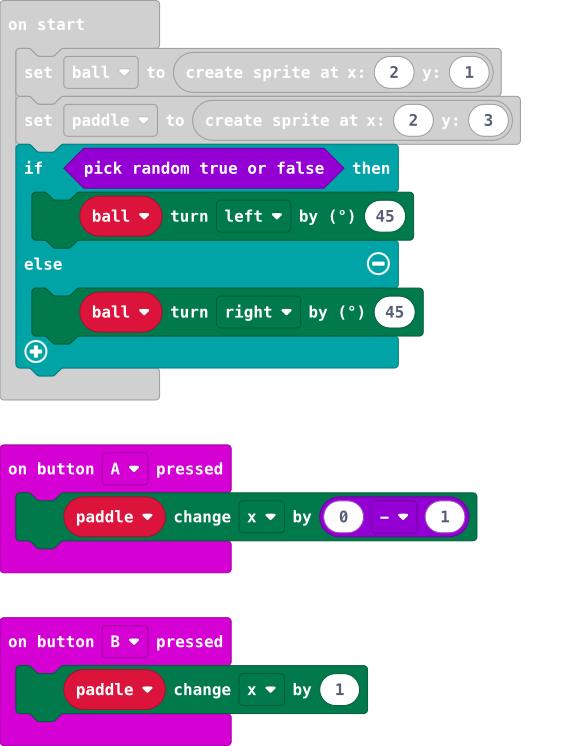 on start
set ball to create sprite at x: 2 y: 1
set paddle to create sprite at x: 2 y: 3
if pick random true or false then
ball turn left by (°) 45
else
ball turn right by (°) 45
on button A pressed
paddle change x by 0 - 1
on button B pressed
paddle change x by 1